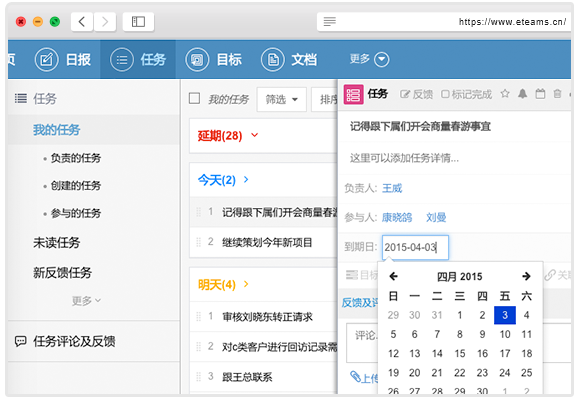 https://www.eteams.cn/
页 日报 任务 目标 文档 更多
任务
我的任务
负责的任务
创建的任务
参与的任务
未读任务
新反馈任务
更多
任务评论及反馈
我的任务 筛选 排序
延期(28)
今天(2)
1 记得跟下属们开会商量春游
2 继续策划今年新项目
明天(4)
1 审核刘晓东转正请求
2 对c类客户进行回访记录需
3 跟王总联系
任务 反馈 标记完成
记得跟下属们开会商量春游事宜
这里可以添加任务详情...
负责人: 王威
参与人: 康晓鸽 刘曼
到期日: 2015-04-03
目标 关联
反馈及评
评论..
上传
四月 2015
日 一 二 三 四 五 六
29 30 31 1 2 3 4
5 6 7 8 9 10 11
12 13 14 15 16 17 18
19 20 21 22 23 24 25
26 27 28 29 30 1 2